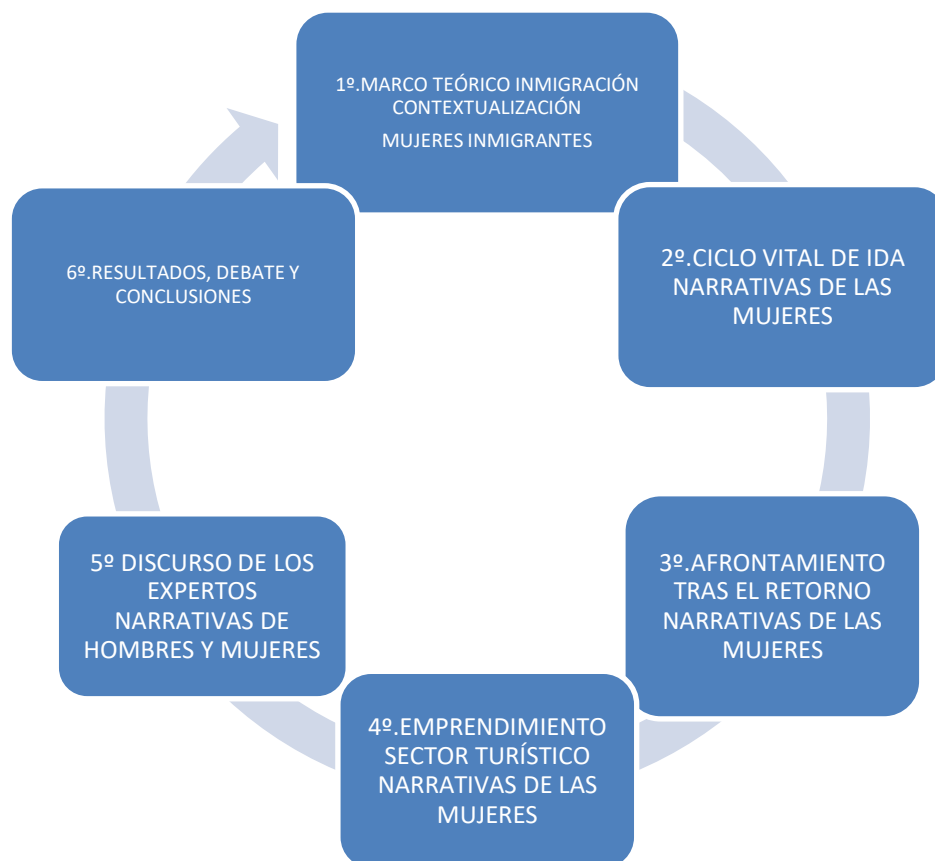 1º.MARCO TEÓRICO INMIGRACIÓN
CONTEXTUALIZACIÓN
MUJERES INMIGRANTES
2º.CICLO VITAL DE IDA
NARRATIVAS DE LAS
MUJERES
3º.AFRONTAMIENTO
TRAS EL RETORNO
NARRATIVAS DE LAS
MUJERES
4º.EMPRENDIMIENTO
SECTOR TURÍSTICO
NARRATIVAS DE LAS
MUJERES
5º DISCURSO DE LOS
EXPERTOS
NARRATIVAS DE
HOMBRES Y MUJERES
6º.RESULTADOS, DEBATE Y
CONCLUSIONES